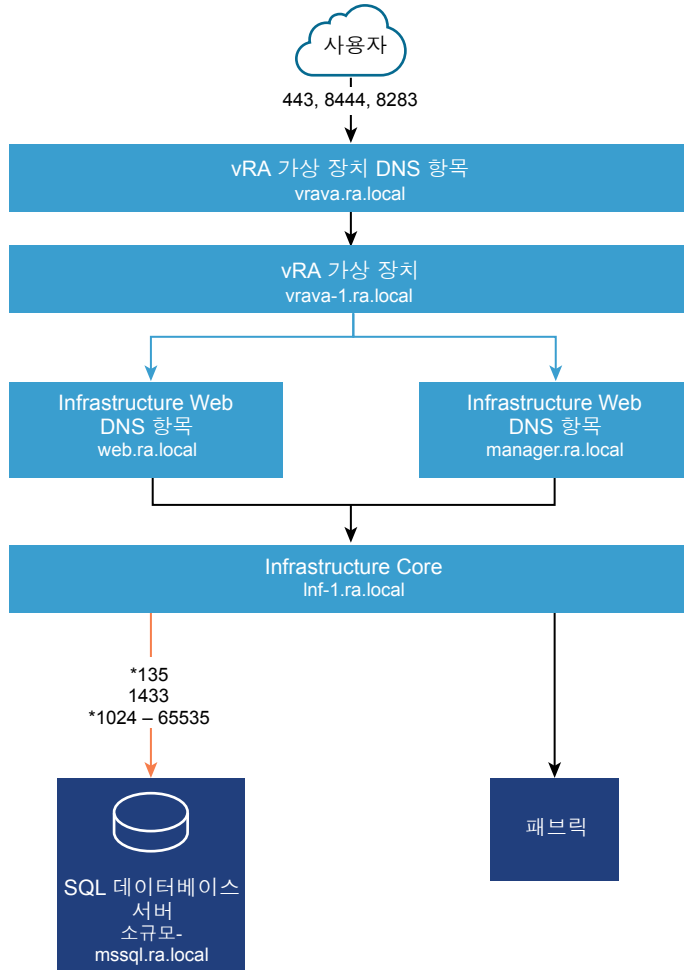 사용자
443, 8444, 8283
vRA 가상 장치 DNS 항목
vrava.ra.local
vRA 가상 장치
vrava-1.ra.local
Infrastructure Web
DNS 항목
web.ra.local
Infrastructure Web
DNS 항목
manager.ra.local
Infrastructure Core
Inf-1.ra.local
*135
1433
*1024 – 65535
SQL 데이터베이스
서버
소규모-
mssql.ra.local
패브릭